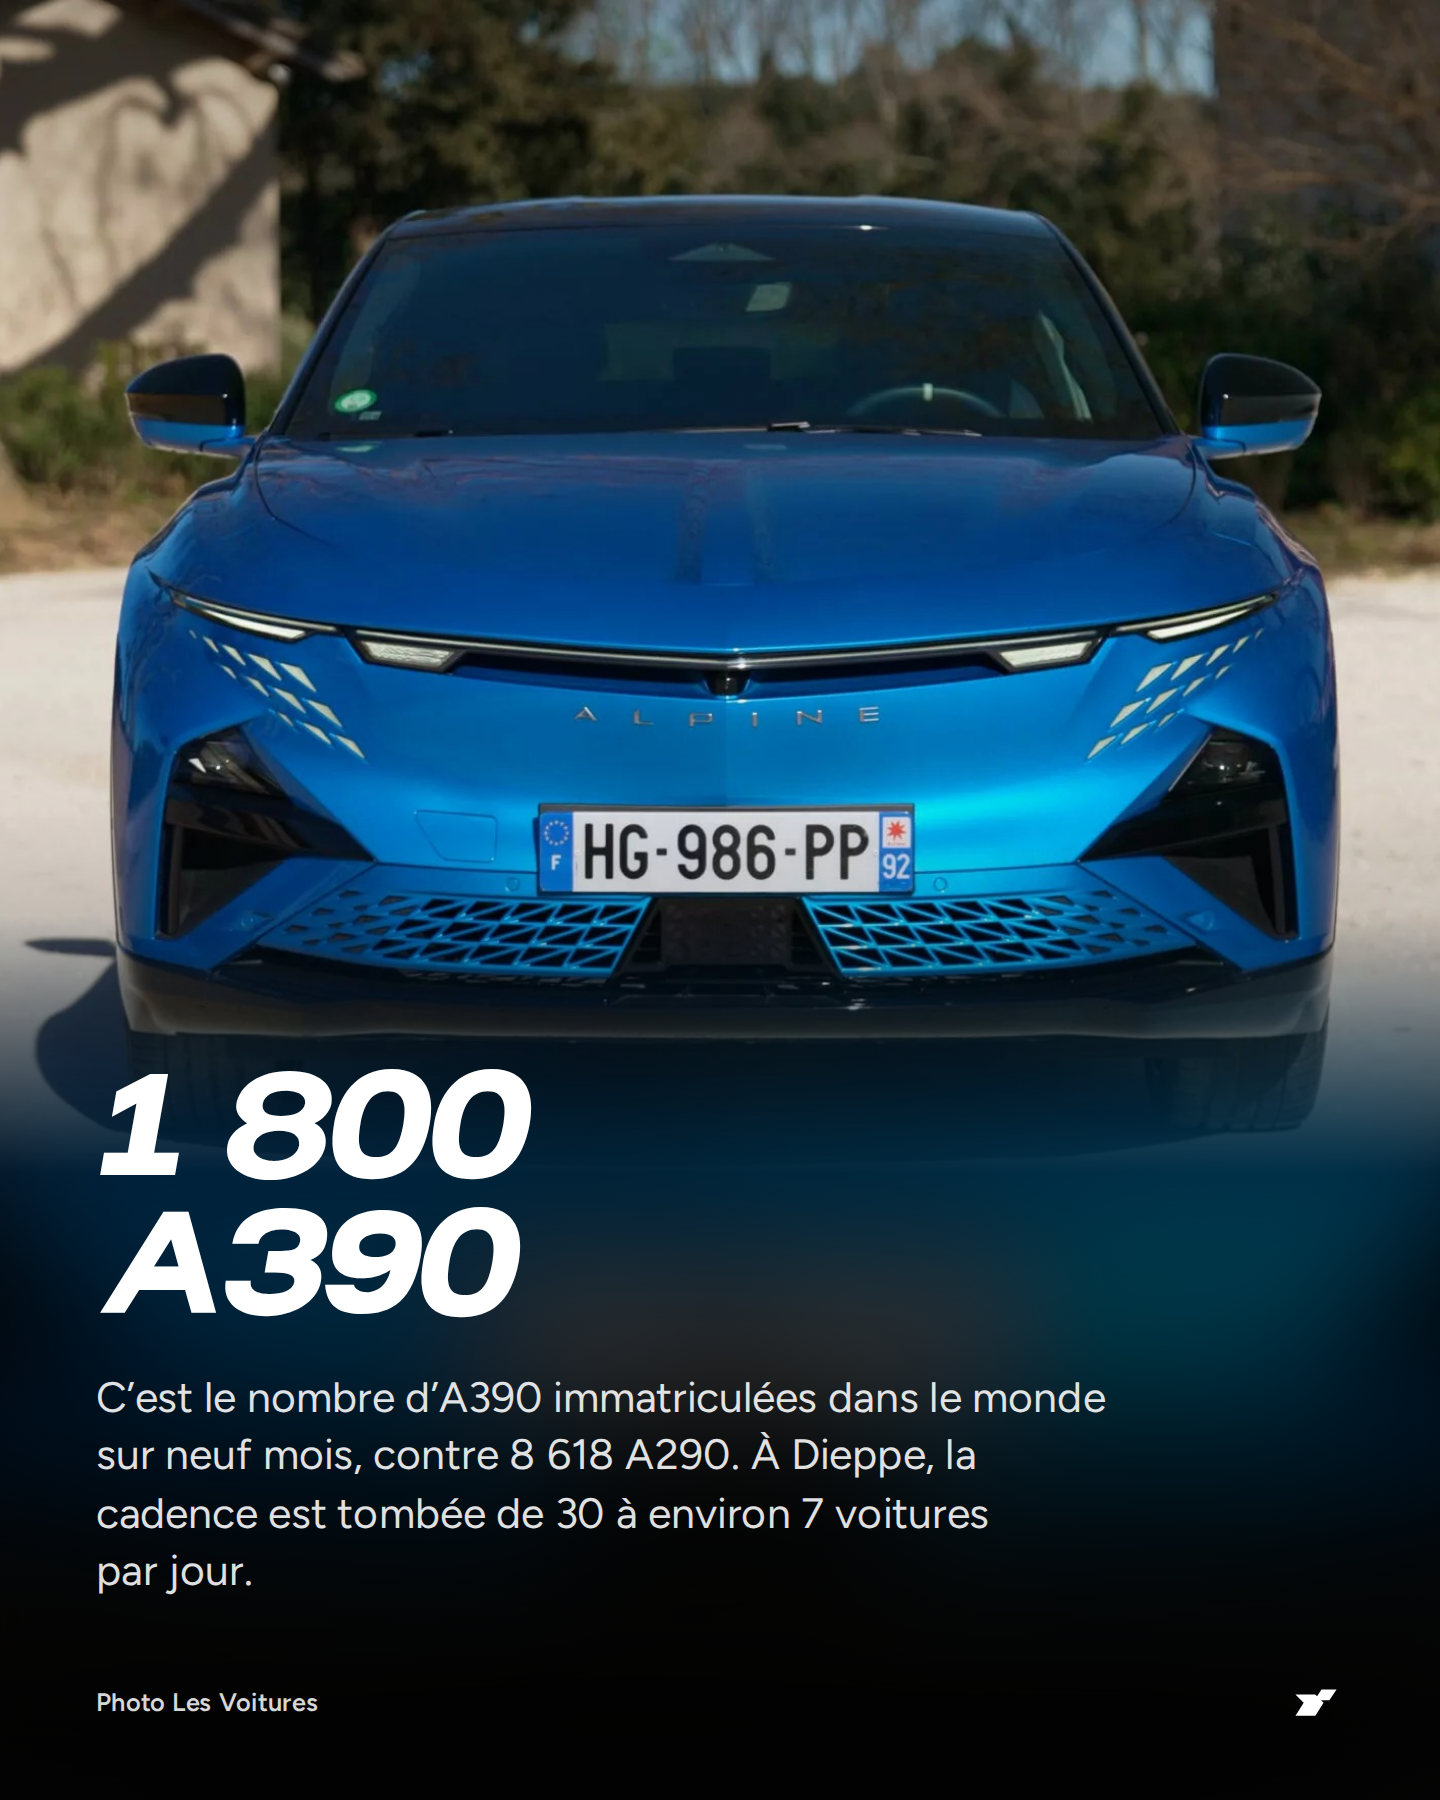 ALPINE
F
HG-986-PP
92
1 800
A390
C’est le nombre d’A390 immatriculées dans le monde
sur neuf mois, contre 8 618 A290. À Dieppe, la
cadence est tombée de 30 à environ 7 voitures
par jour.
Photo Les Voitures